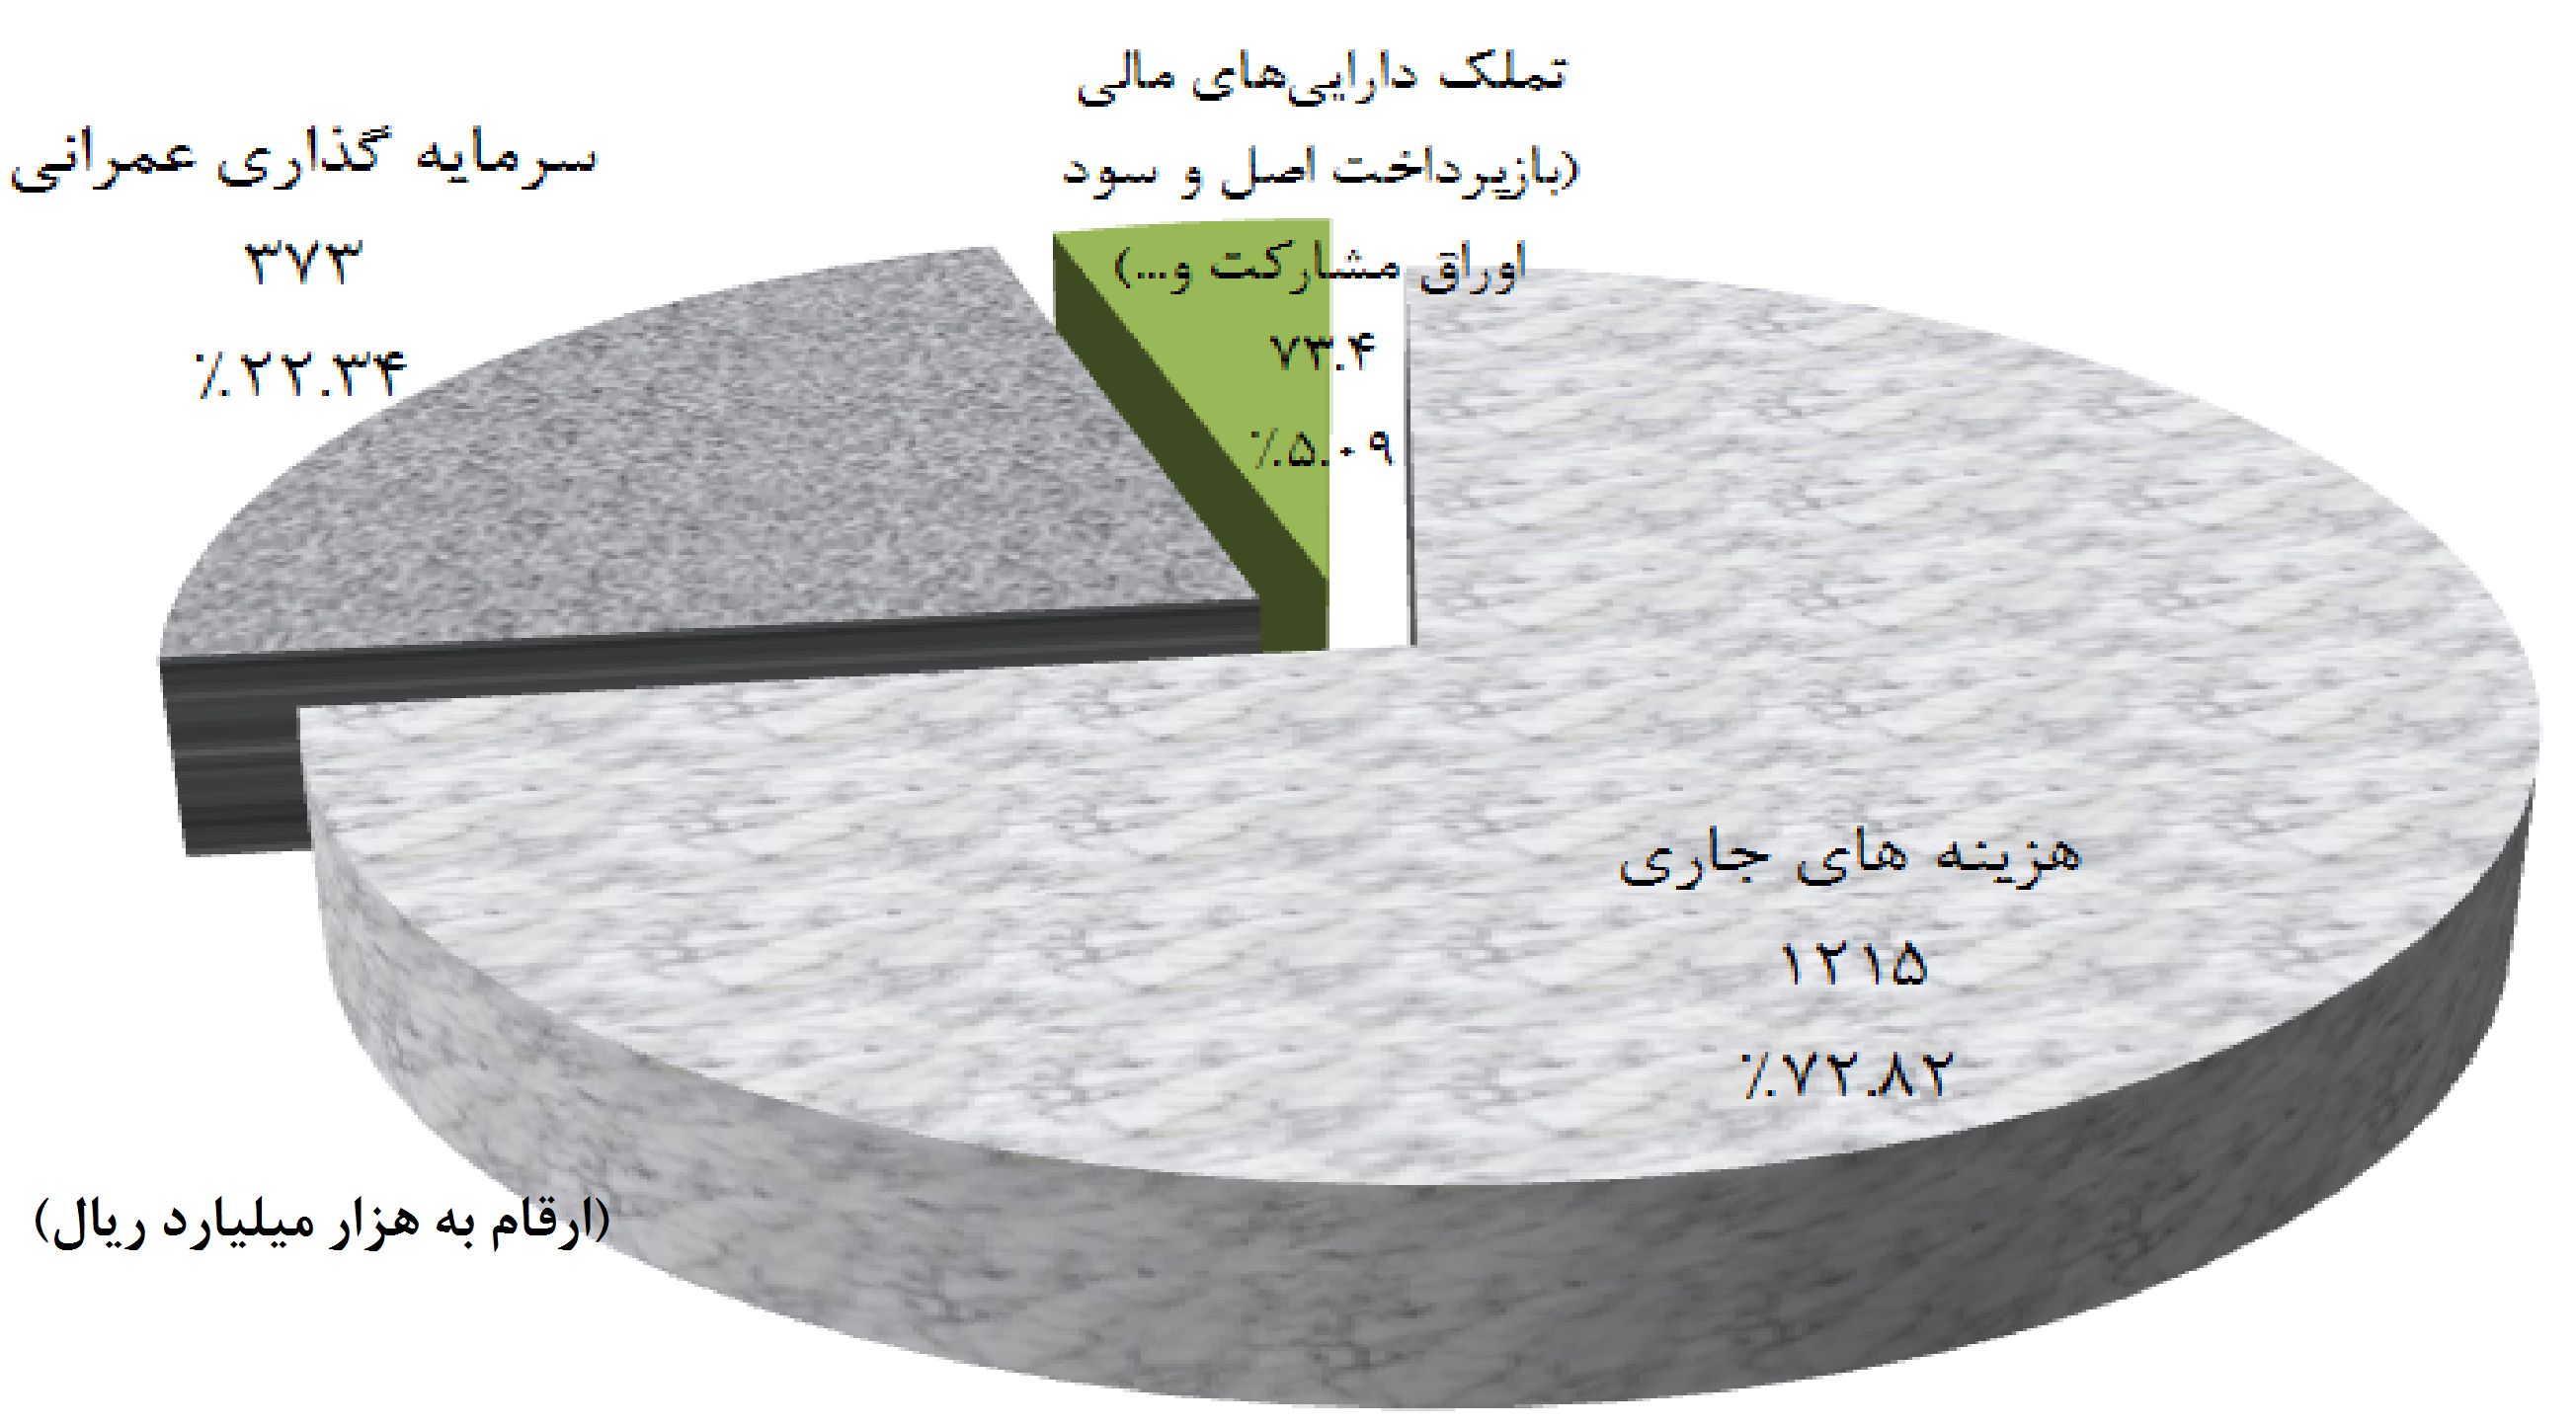 تملک دارایی‌های مالی
(بازپرداخت اصل و سود
اوراق مشارکت و...)
۷۳.۴
٪۵.۰۹
سرمایه گذاری عمرانی
۳۷۳
٪۲۲.۳۴
هزینه های جاری
۱۲۱۵
٪۷۲.۸۲
(ارقام به هزار میلیارد ریال)